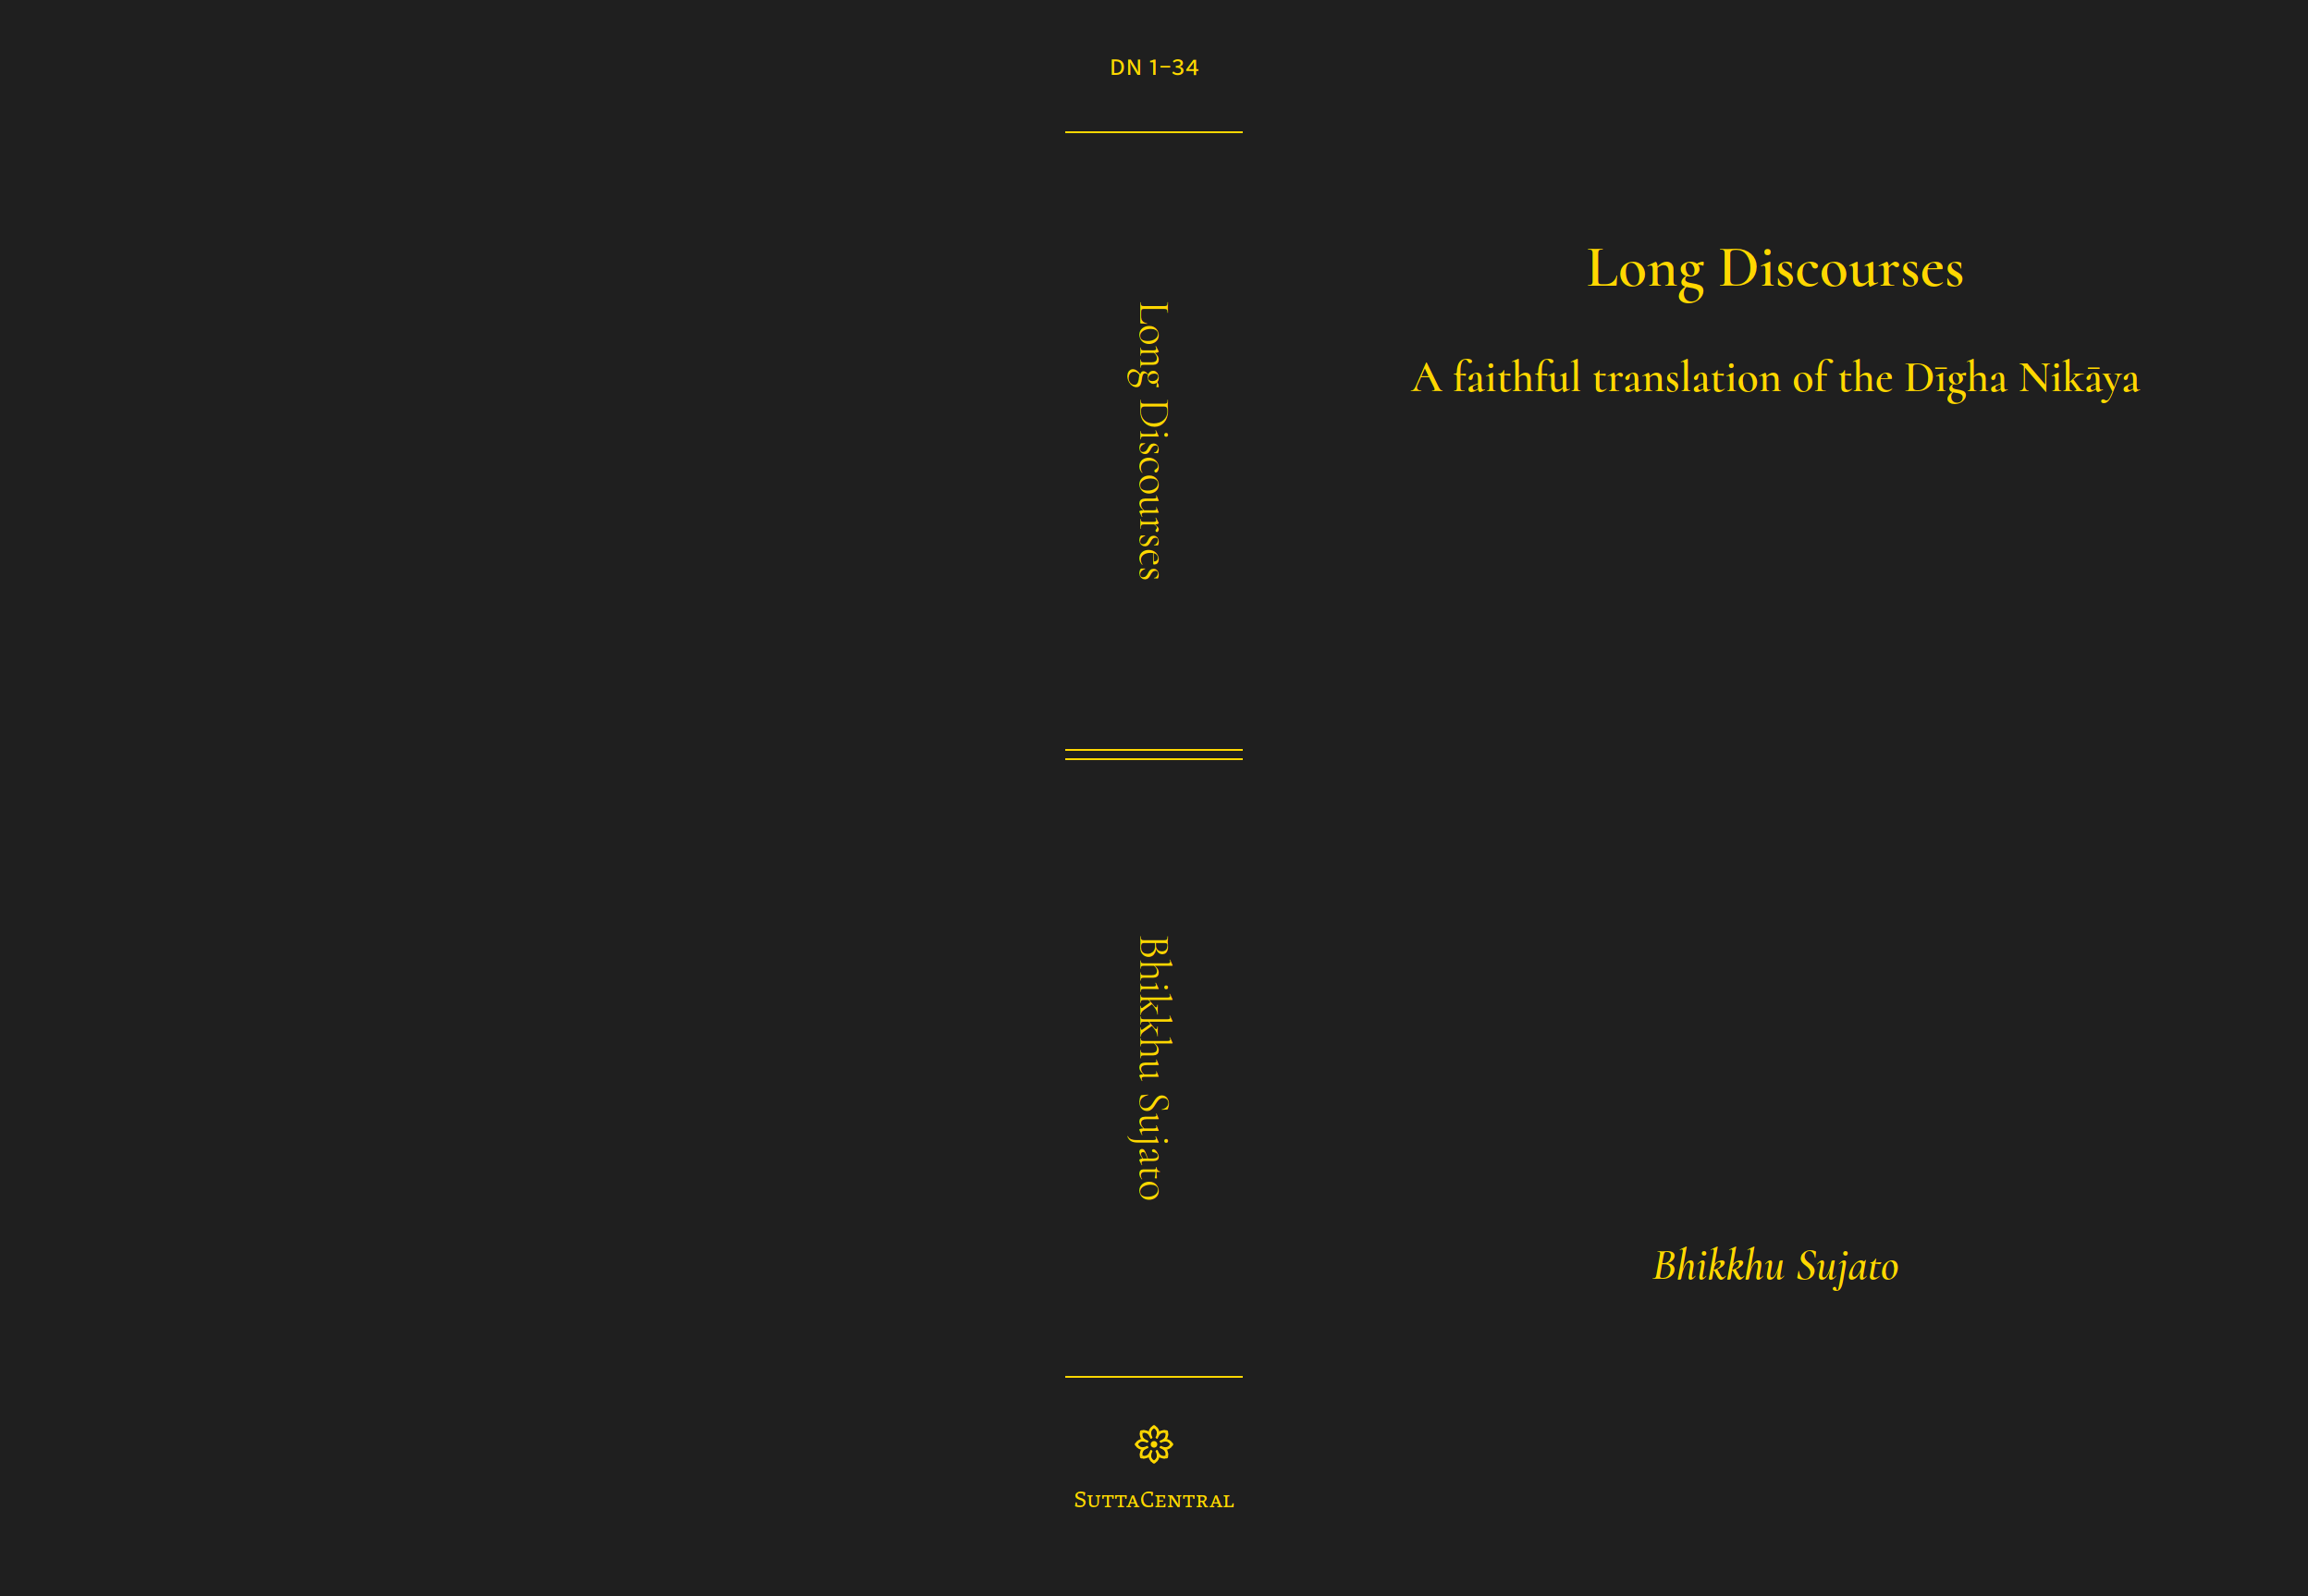 DN 1–34
Long Discourses
Bhikkhu Sujato
SuttaCentral
Long Discourses
A faithful translation of the Dīgha Nikāya
Bhikkhu Sujato